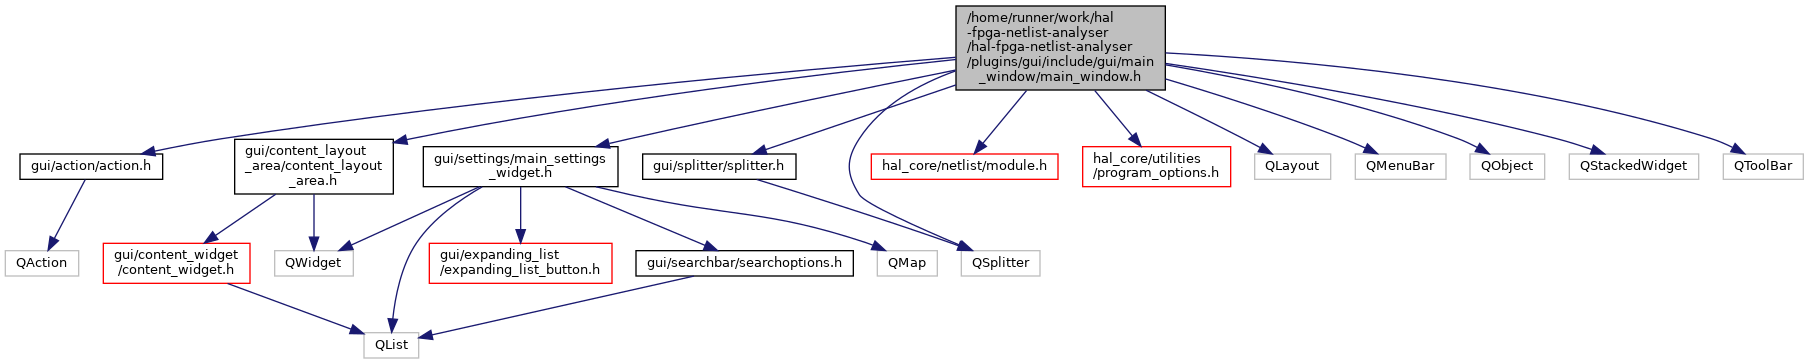 /home/runner/work/hal
-fpga-netlist-analyser
/hal-fpga-netlist-analyser
/plugins/gui/include/gui/main
_window/main_window.h
gui/action/action.h
gui/content_layout
_area/content_layout
_area.h
gui/settings/main_settings
_widget.h
gui/splitter/splitter.h
hal_core/netlist/module.h
hal_core/utilities
/program_options.h
QLayout
QMenuBar
QObject
QStackedWidget
QToolBar
QAction
gui/content_widget
/content_widget.h
QWidget
gui/expanding_list
/expanding_list_button.h
gui/searchbar/searchoptions.h
QMap
QSplitter
QList